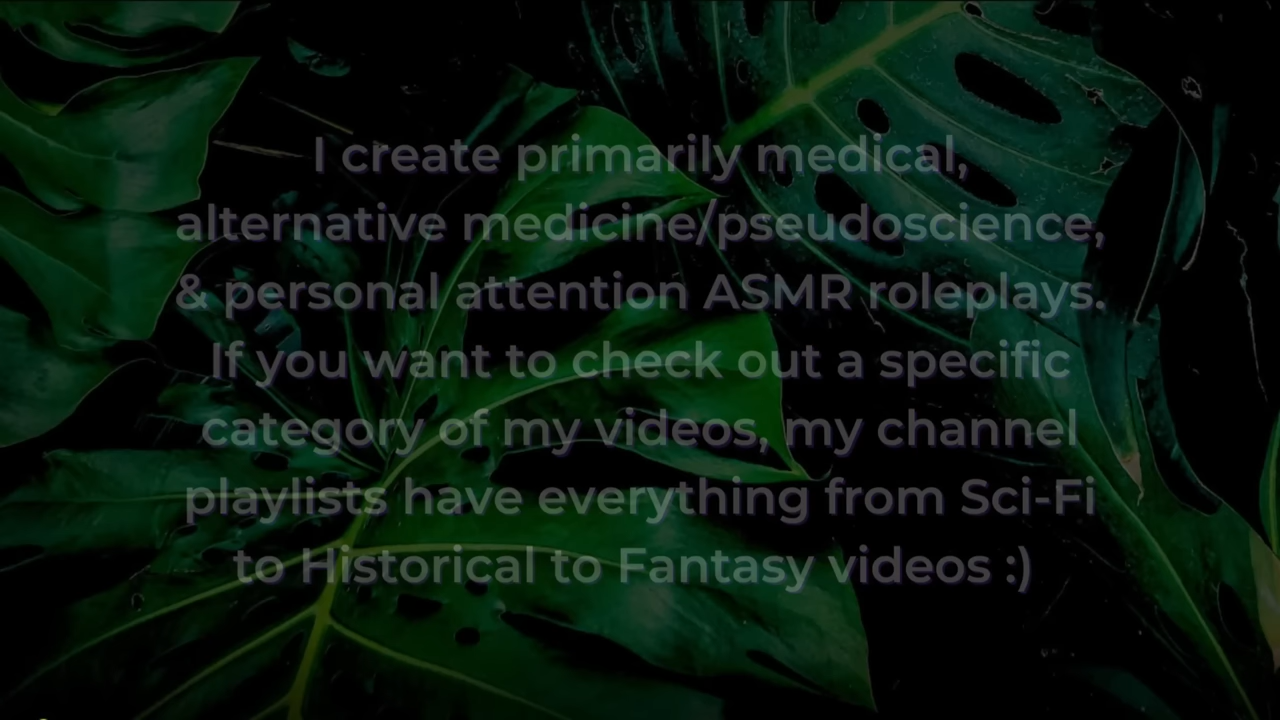 I create primarily medical,
alternative medicine/pseudoscience,
& personal attention ASMR roleplays.
If you want to check out a specific
category of my videos, my channel
playlists have everything from Sci-Fi
to Historical to Fantasy videos :)